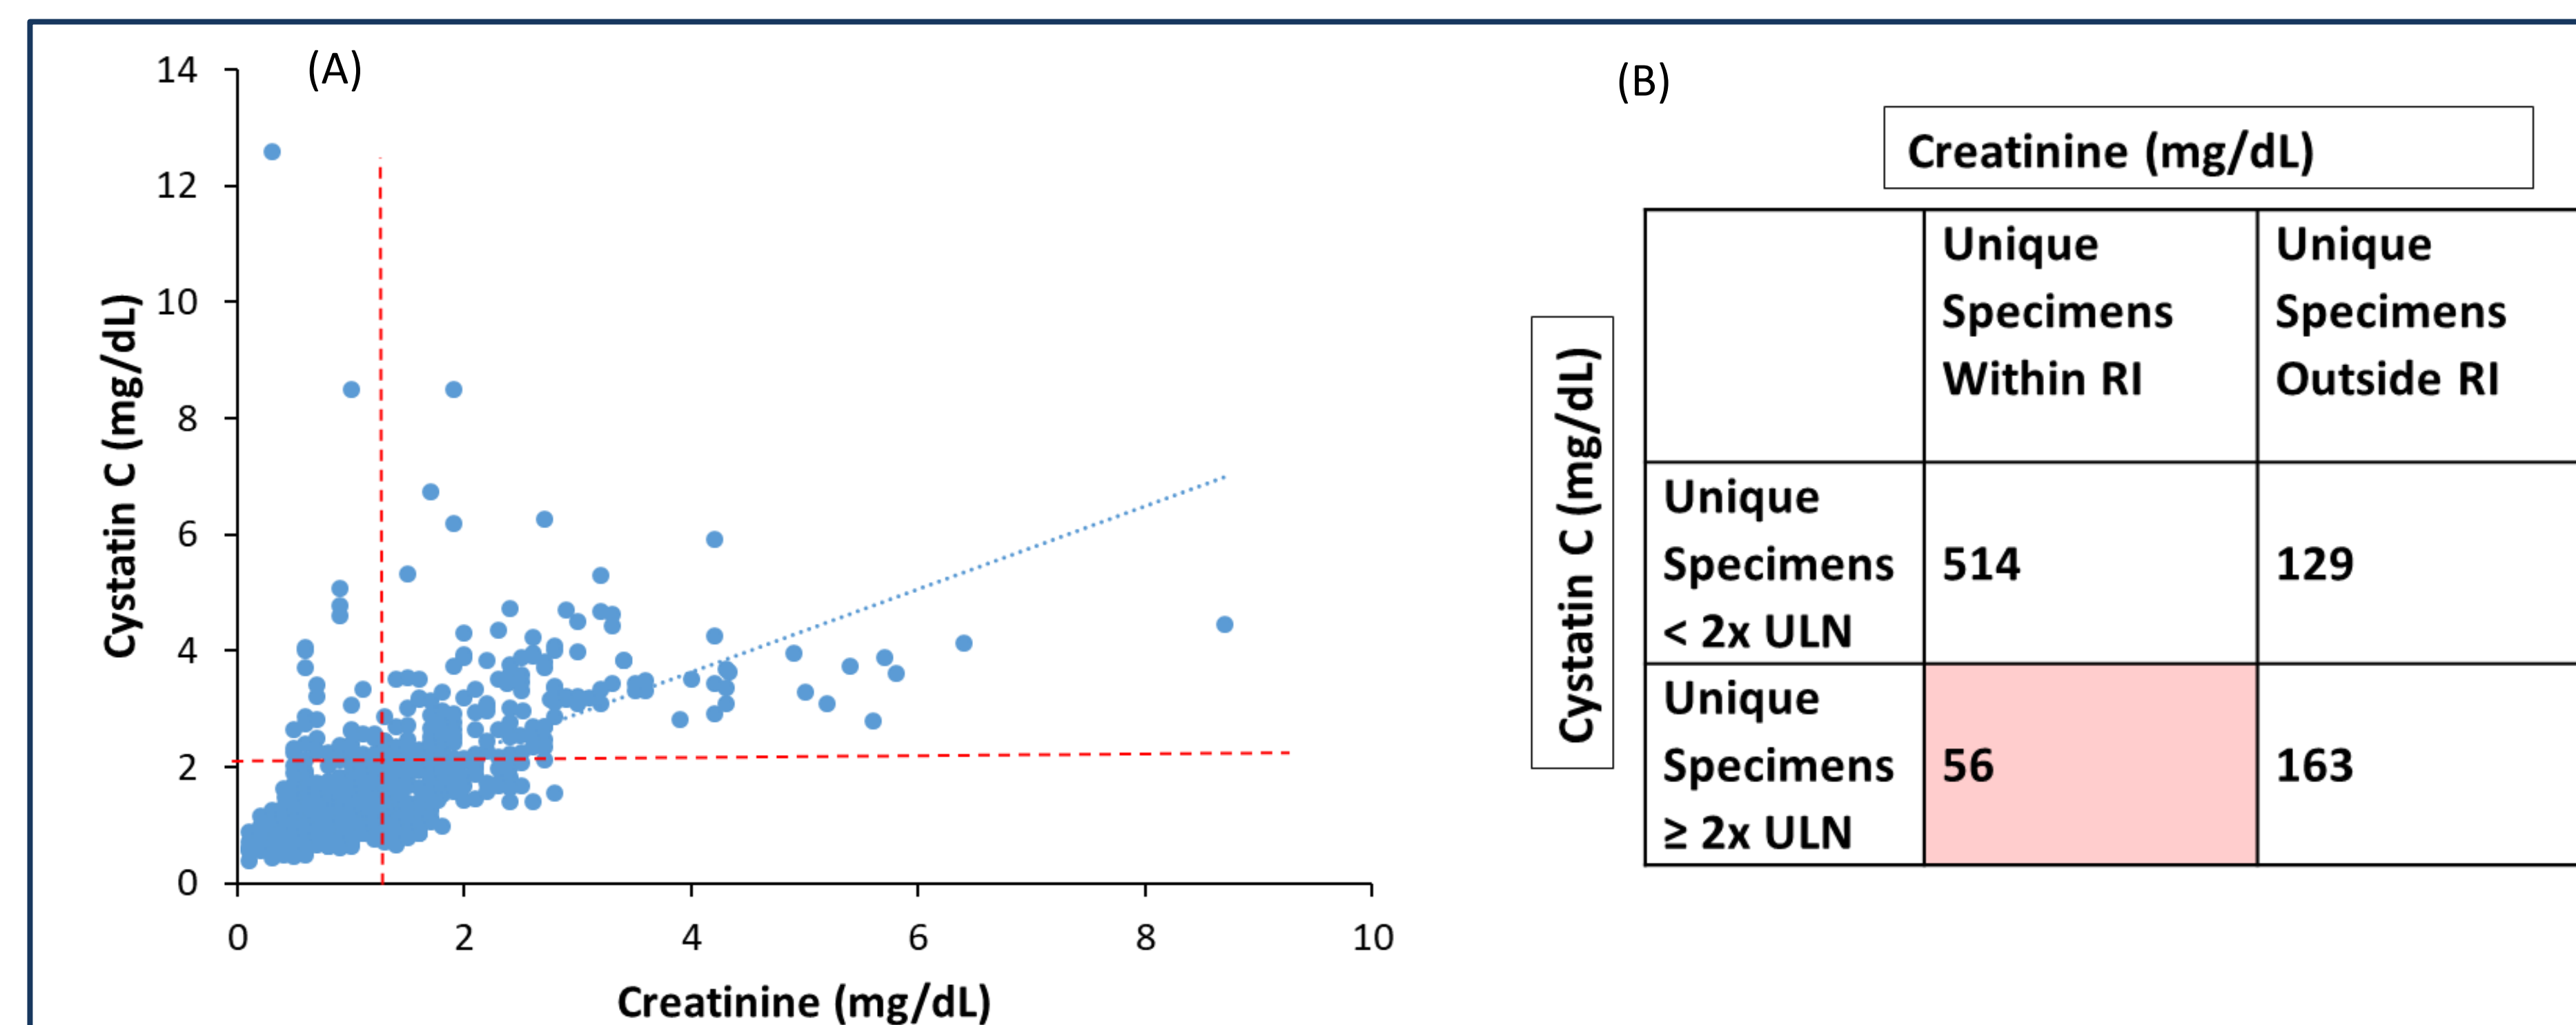 (A)
14
12
10
8
6
4
2
0
Cystatin C (mg/dL)
0 2 4 6 8 10
Creatinine (mg/dL)
(B)
Creatinine (mg/dL)
Cystatin C (mg/dL)
Unique
Specimens
Within RI
Unique
Specimens
Outside RI
Unique
Specimens
< 2x ULN
514
129
Unique
Specimens
≥ 2x ULN
56
163